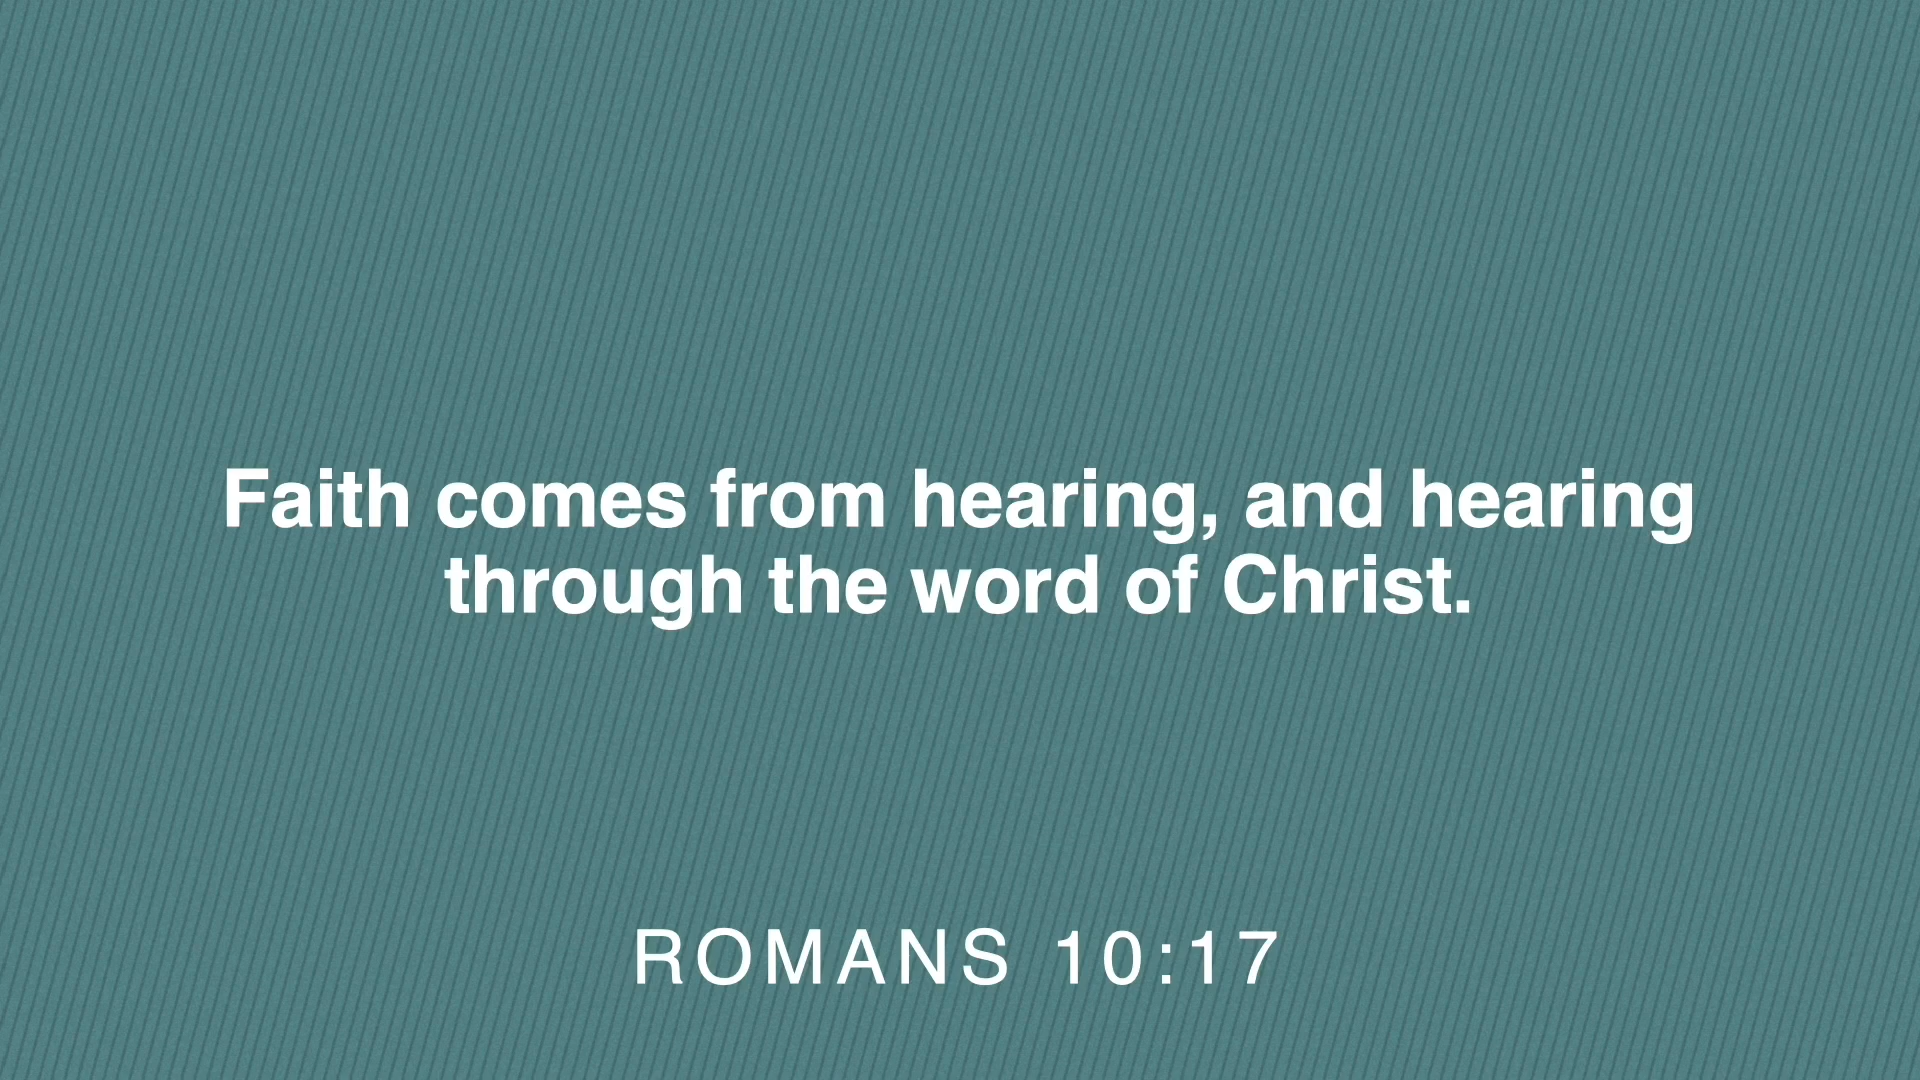 Faith comes from hearing, and hearing
through the word of Christ.
ROMANS 10:17